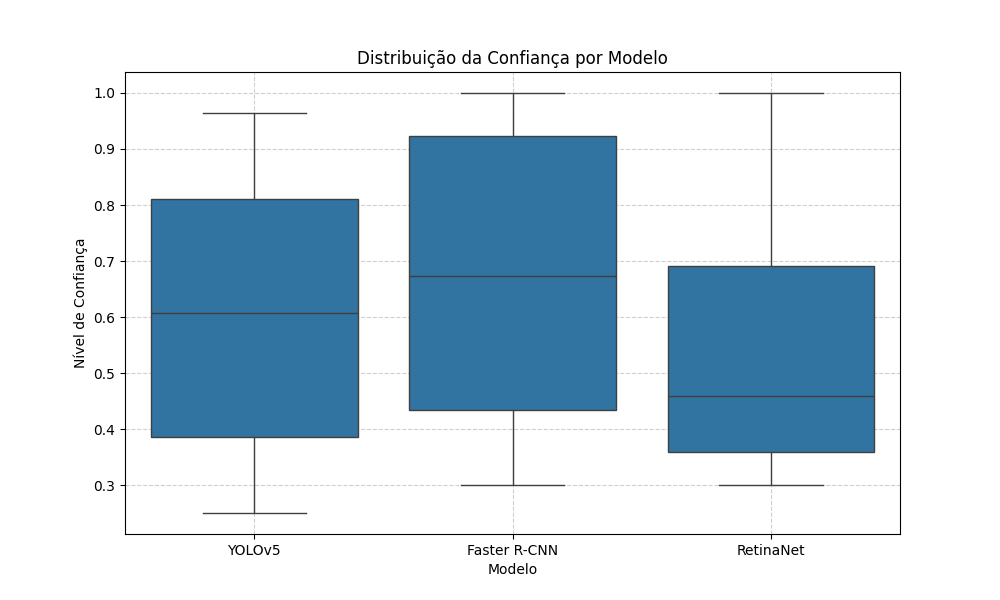 Distribuição da Confiança por Modelo
Nível de Confiança
1.0
0.9
0.8
0.7
0.6
0.5
0.4
0.3
YOLOv5
Faster R-CNN
RetinaNet
Modelo